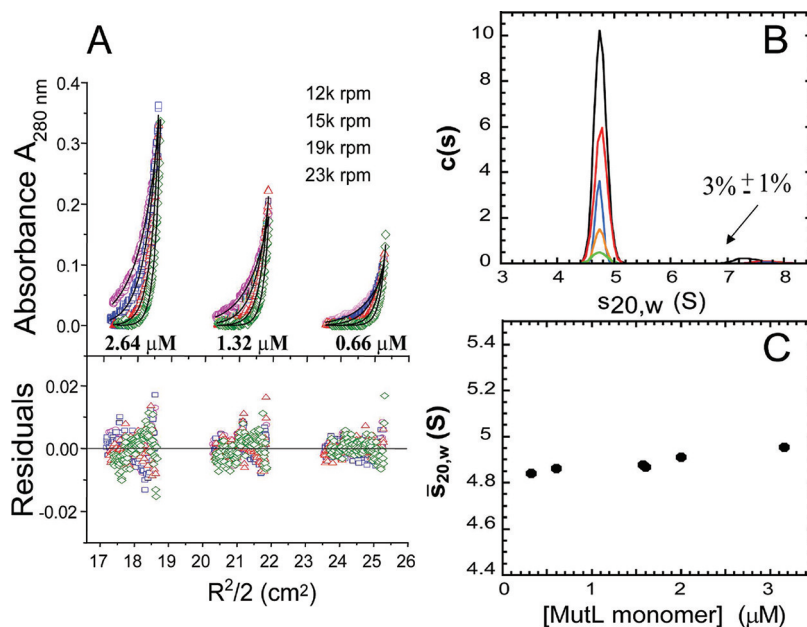 A
Absorbance A280 nm
0.4
0.3
0.2
0.1
0.0
12k rpm
15k rpm
19k rpm
23k rpm
2.64 μM 1.32 μM 0.66 μM
Residuals
0.02
0.00
-0.02
17 18 19 20 21 22 23 24 25 26
R²/2 (cm²)
B
c(s)
10
8
6
4
2
0
3% ± 1%
3 4 5 6 7 8
s20,w (S)
C
s̄20,w (S)
5.4
5.2
5
4.8
4.6
4.4
0 1 2 3
[MutL monomer] (μM)